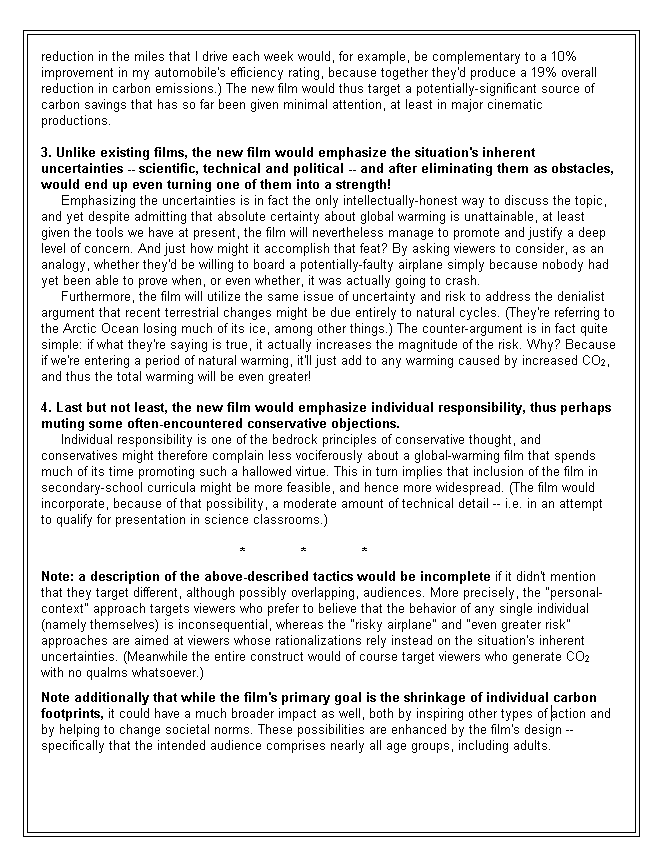 reduction in the miles that I drive each week would, for example, be complementary to a 10%
improvement in my automobile's efficiency rating, because together they'd produce a 19% overall
reduction in carbon emissions.) The new film would thus target a potentially-significant source of
carbon savings that has so far been given minimal attention, at least in major cinematic
productions.
3. Unlike existing films, the new film would emphasize the situation's inherent
uncertainties -- scientific, technical and political -- and after eliminating them as obstacles,
would end up even turning one of them into a strength!
Emphasizing the uncertainties is in fact the only intellectually-honest way to discuss the topic,
and yet despite admitting that absolute certainty about global warming is unattainable, at least
given the tools we have at present, the film will nevertheless manage to promote and justify a deep
level of concern. And just how might it accomplish that feat? By asking viewers to consider, as an
analogy, whether they'd be willing to board a potentially-faulty airplane simply because nobody had
yet been able to prove when, or even whether, it was actually going to crash.
Furthermore, the film will utilize the same issue of uncertainty and risk to address the denialist
argument that recent terrestrial changes might be due entirely to natural cycles. (They're referring to
the Arctic Ocean losing much of its ice, among other things.) The counter-argument is in fact quite
simple: if what they're saying is true, it actually increases the magnitude of the risk. Why? Because
if we're entering a period of natural warming, it'll just add to any warming caused by increased CO₂,
and thus the total warming will be even greater!
4. Last but not least, the new film would emphasize individual responsibility, thus perhaps
muting some often-encountered conservative objections.
Individual responsibility is one of the bedrock principles of conservative thought, and
conservatives might therefore complain less vociferously about a global-warming film that spends
much of its time promoting such a hallowed virtue. This in turn implies that inclusion of the film in
secondary-school curricula might be more feasible, and hence more widespread. (The film would
incorporate, because of that possibility, a moderate amount of technical detail -- i.e. in an attempt
to qualify for presentation in science classrooms.)
* * *
Note: a description of the above-described tactics would be incomplete if it didn't mention
that they target different, although possibly overlapping, audiences. More precisely, the "personal-
context" approach targets viewers who prefer to believe that the behavior of any single individual
(namely themselves) is inconsequential, whereas the "risky airplane" and "even greater risk"
approaches are aimed at viewers whose rationalizations rely instead on the situation's inherent
uncertainties. (Meanwhile the entire construct would of course target viewers who generate CO₂
with no qualms whatsoever.)
Note additionally that while the film's primary goal is the shrinkage of individual carbon
footprints, it could have a much broader impact as well, both by inspiring other types of action and
by helping to change societal norms. These possibilities are enhanced by the film's design --
specifically that the intended audience comprises nearly all age groups, including adults.